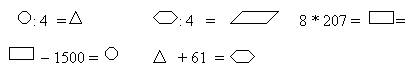 ○: 4 = △ ⬡: 4 = ▱ 8 * 207 = ▭=
▭ – 1500 = ○ △ + 61 = ⬡